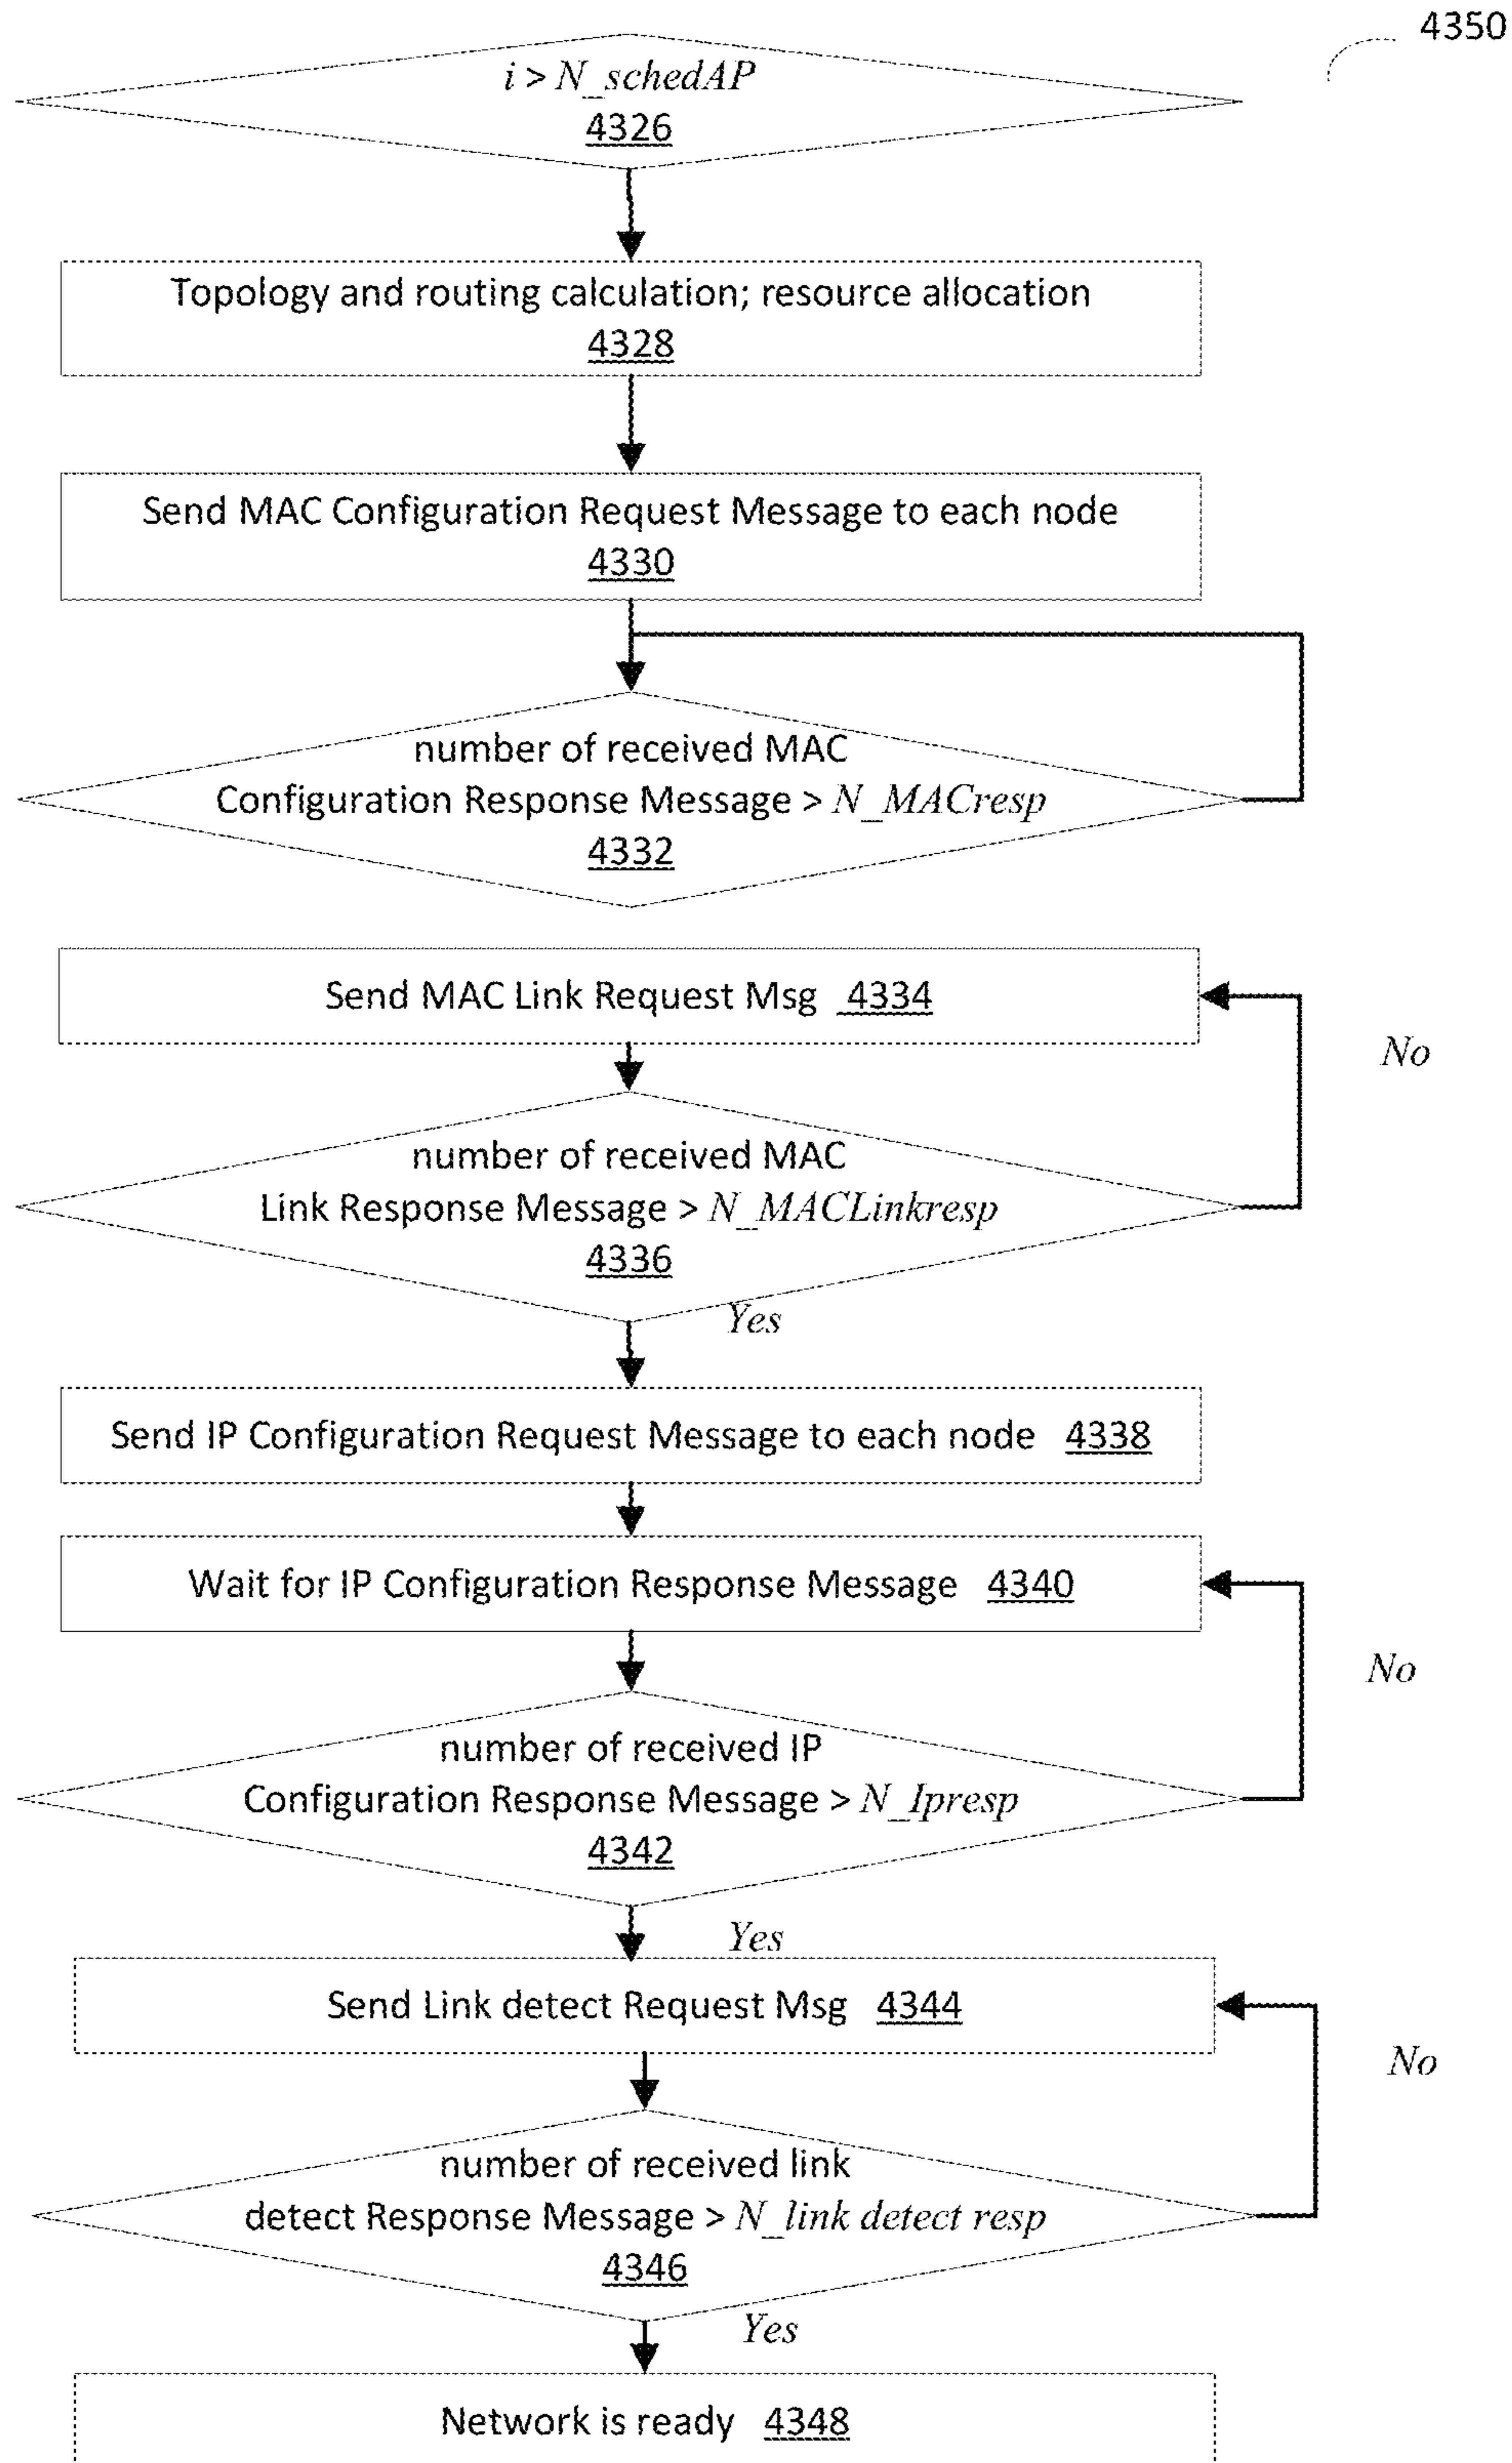 4350
i > N_schedAP
4326
Topology and routing calculation; resource allocation
4328
Send MAC Configuration Request Message to each node
4330
number of received MAC
Configuration Response Message > N_MACresp
4332
Send MAC Link Request Msg 4334
No
number of received MAC
Link Response Message > N_MACLinkresp
4336
Yes
Send IP Configuration Request Message to each node 4338
Wait for IP Configuration Response Message 4340
No
number of received IP
Configuration Response Message > N_Ipresp
4342
Yes
Send Link detect Request Msg 4344
No
number of received link
detect Response Message > N_link detect resp
4346
Yes
Network is ready 4348